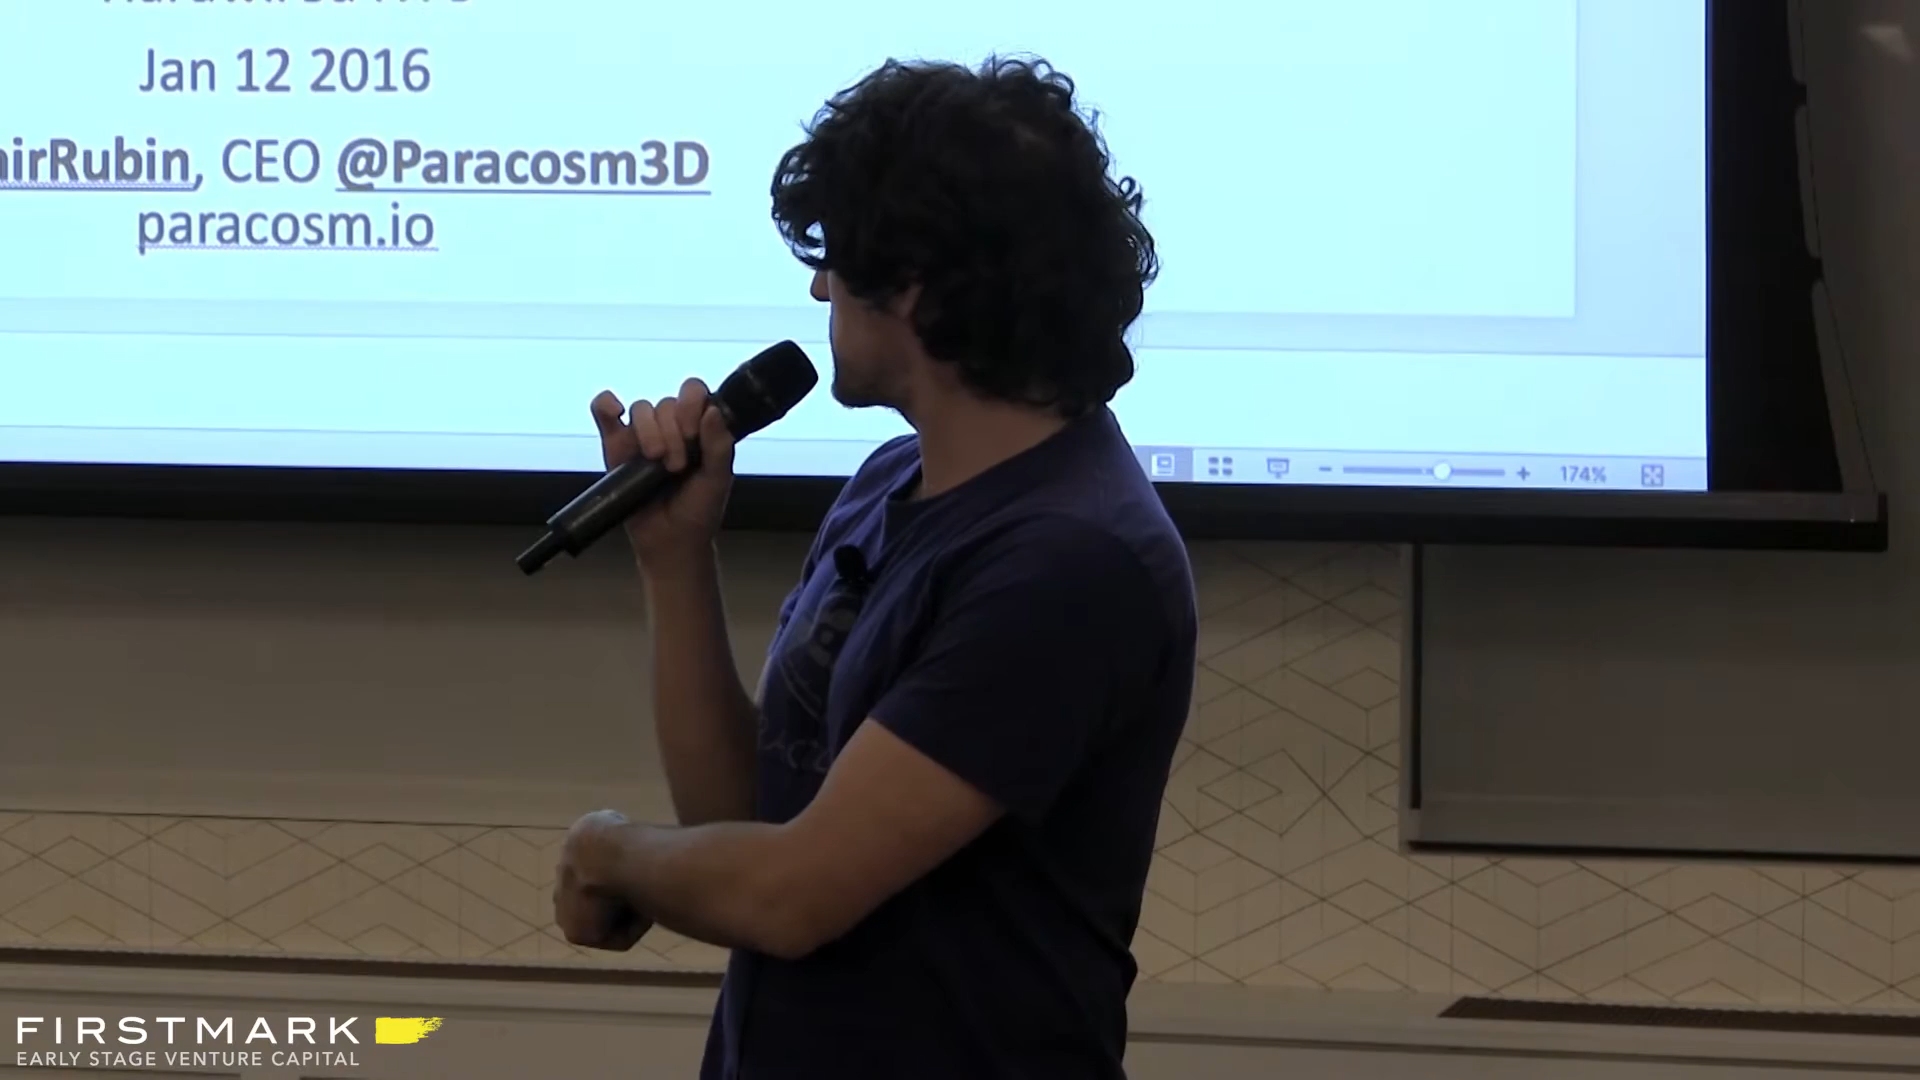 Jan 12 2016
airRubin, CEO @Paracosm3D
paracosm.io
174%
FIRSTMARK
EARLY STAGE VENTURE CAPITAL